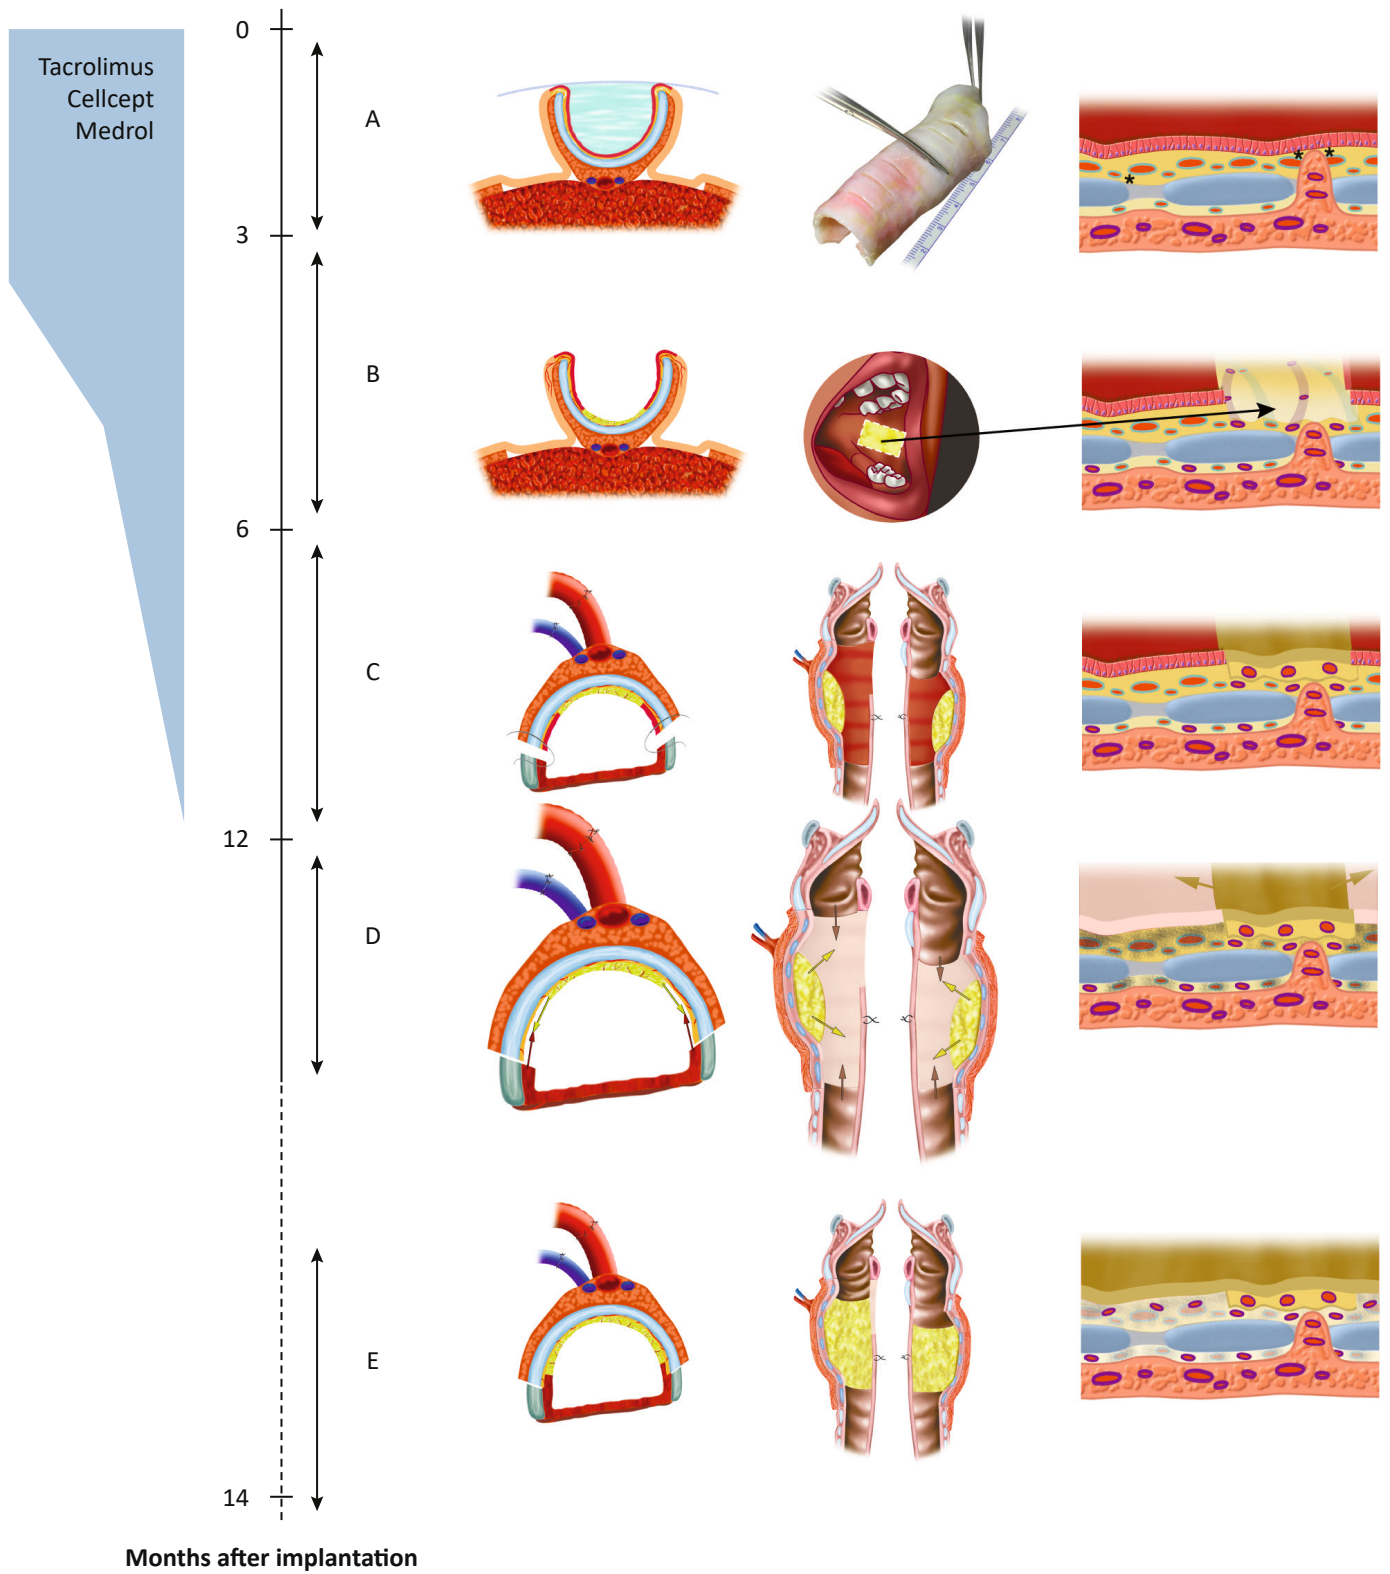 0
Tacrolimus
Cellcept
Medrol
A
*
*
*
3
B
6
C
12
D
E
14
Months after implantation